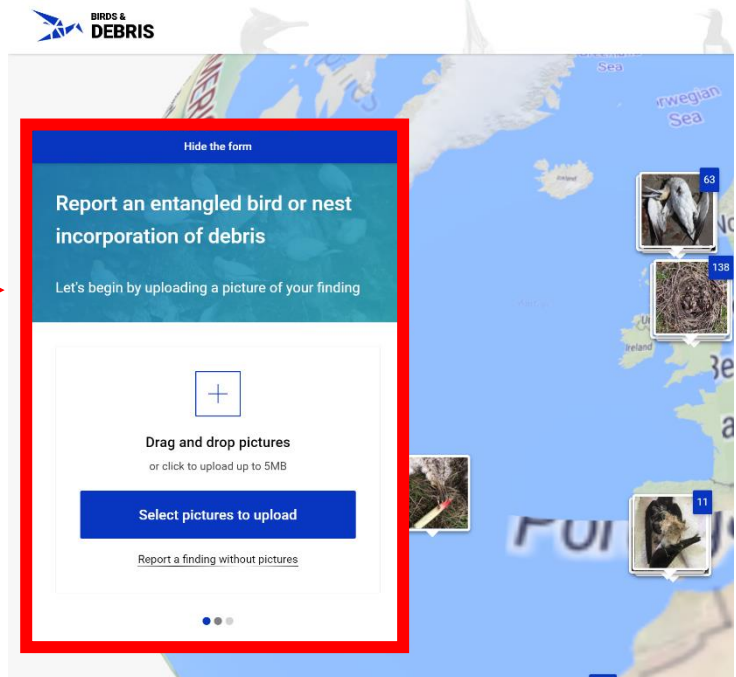 BIRDS &
DEBRIS
Sea
rwegian
Sea
Hide the form
Report an entangled bird or nest
incorporation of debris
Let's begin by uploading a picture of your finding
Drag and drop pictures
or click to upload up to 5MB
Select pictures to upload
Report a finding without pictures
Iceland
63
138
Ireland
11